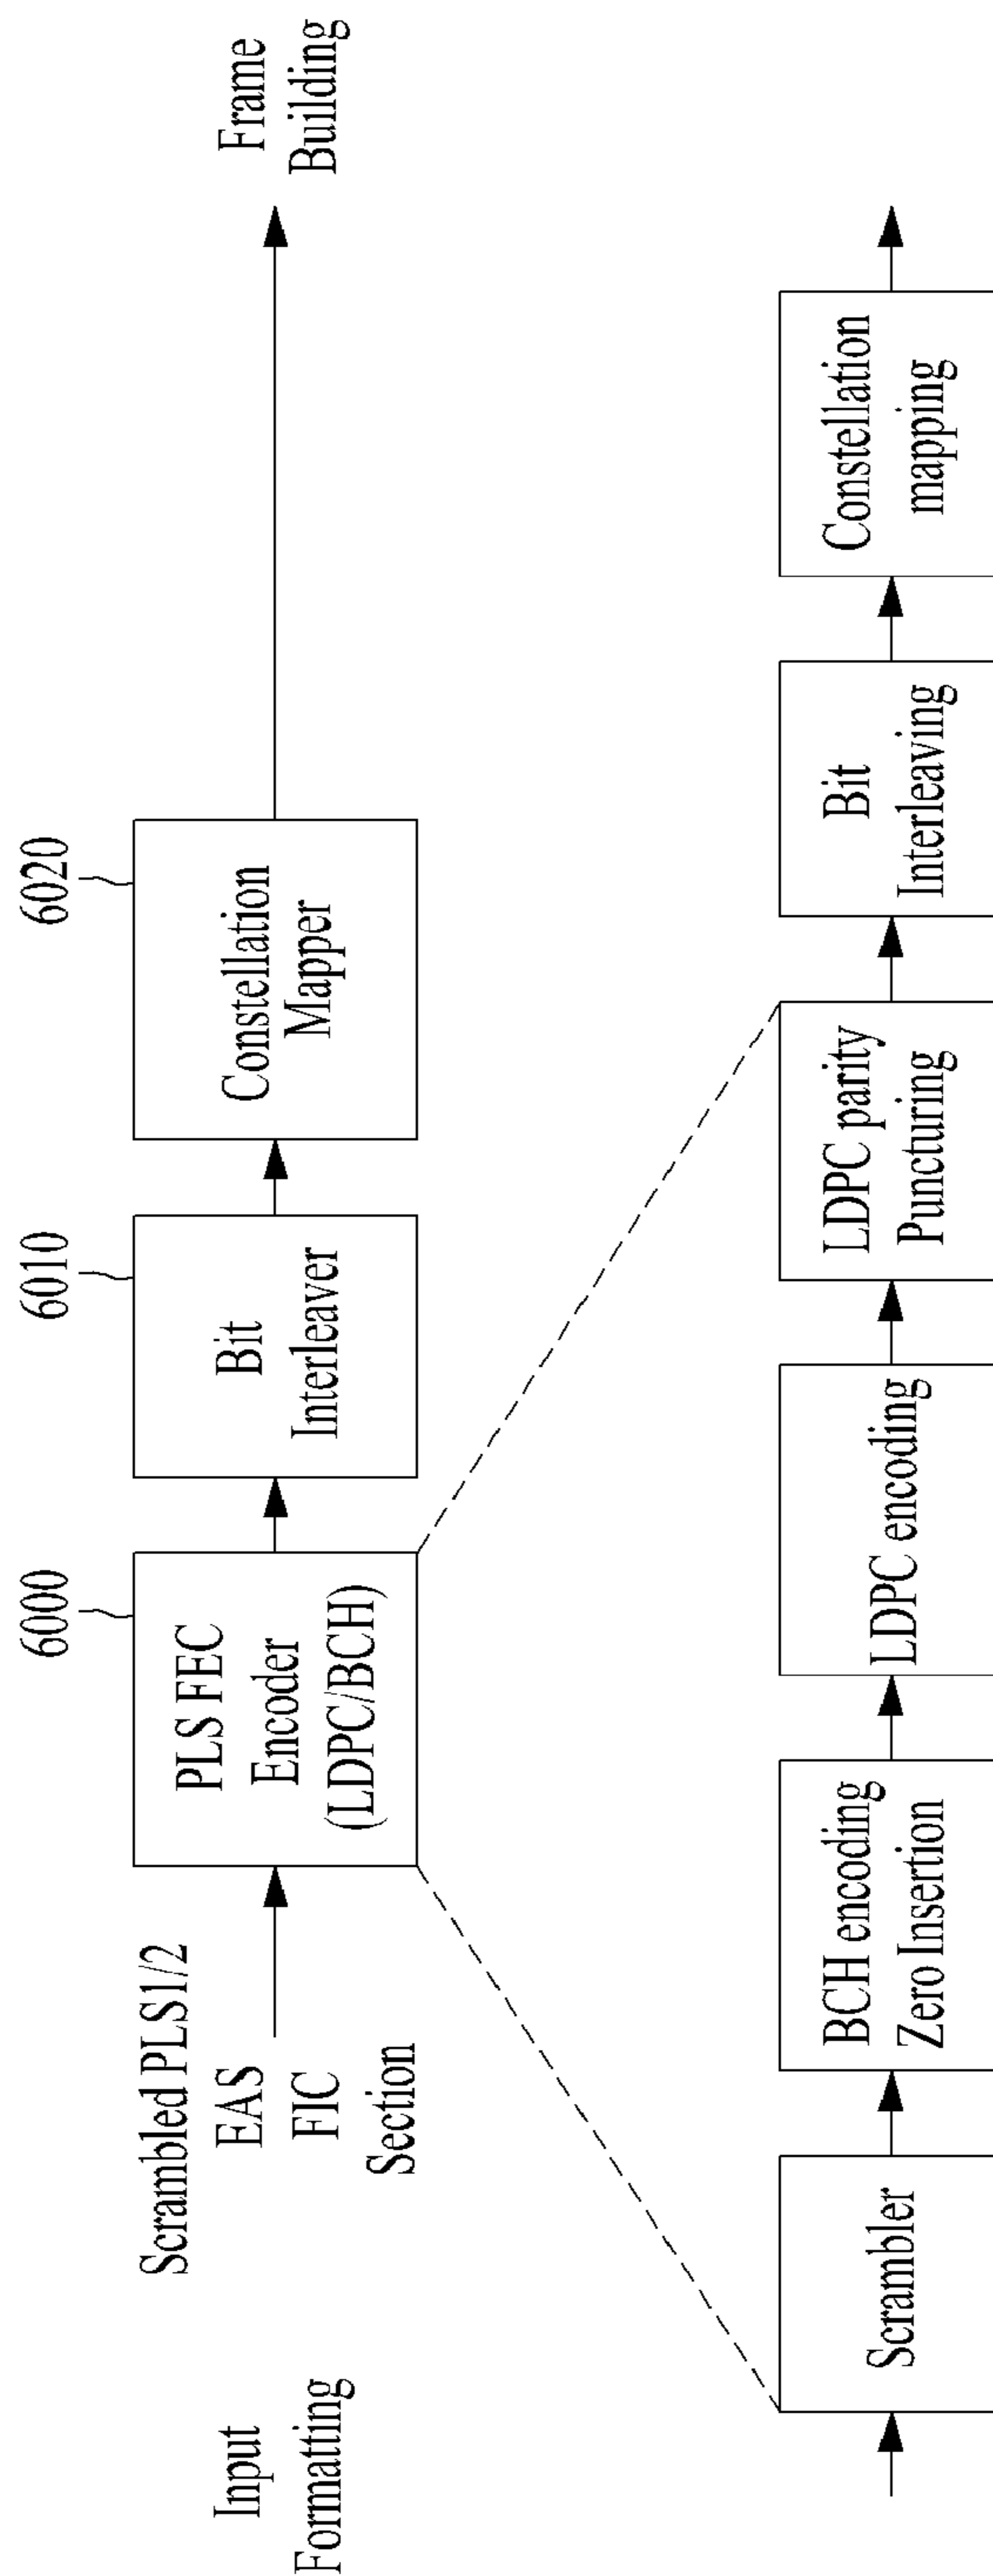 Input
Formatting
Scrambled PLS1/2
EAS
FIC
Section
6000
PLS FEC
Encoder
(LDPC/BCH)
6010
Bit
Interleaver
6020
Constellation
Mapper
Frame
Building
Scrambler
BCH encoding
Zero Insertion
LDPC encoding
LDPC parity
Puncturing
Bit
Interleaving
Constellation
mapping